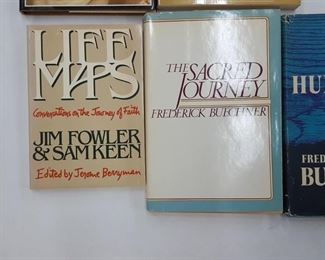 LIFE
MAPS
Conversations on the Journey of Faith
JIM FOWLER
& SAM KEEN
Edited by Jerome Berryman
THE SACRED
JOURNEY
FREDERICK BUECHNER
HU
FRED
BU